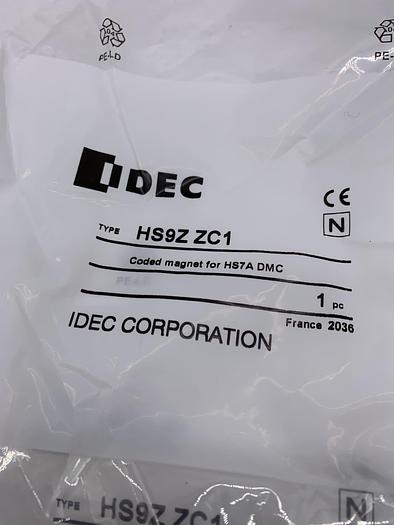 PE-LD
PE-
IDEC
CE
N
TYPE HS9Z ZC1
Coded magnet for HS7A DMC
1 pc
France 2036
IDEC CORPORATION
TYPE HS9Z ZC1
N